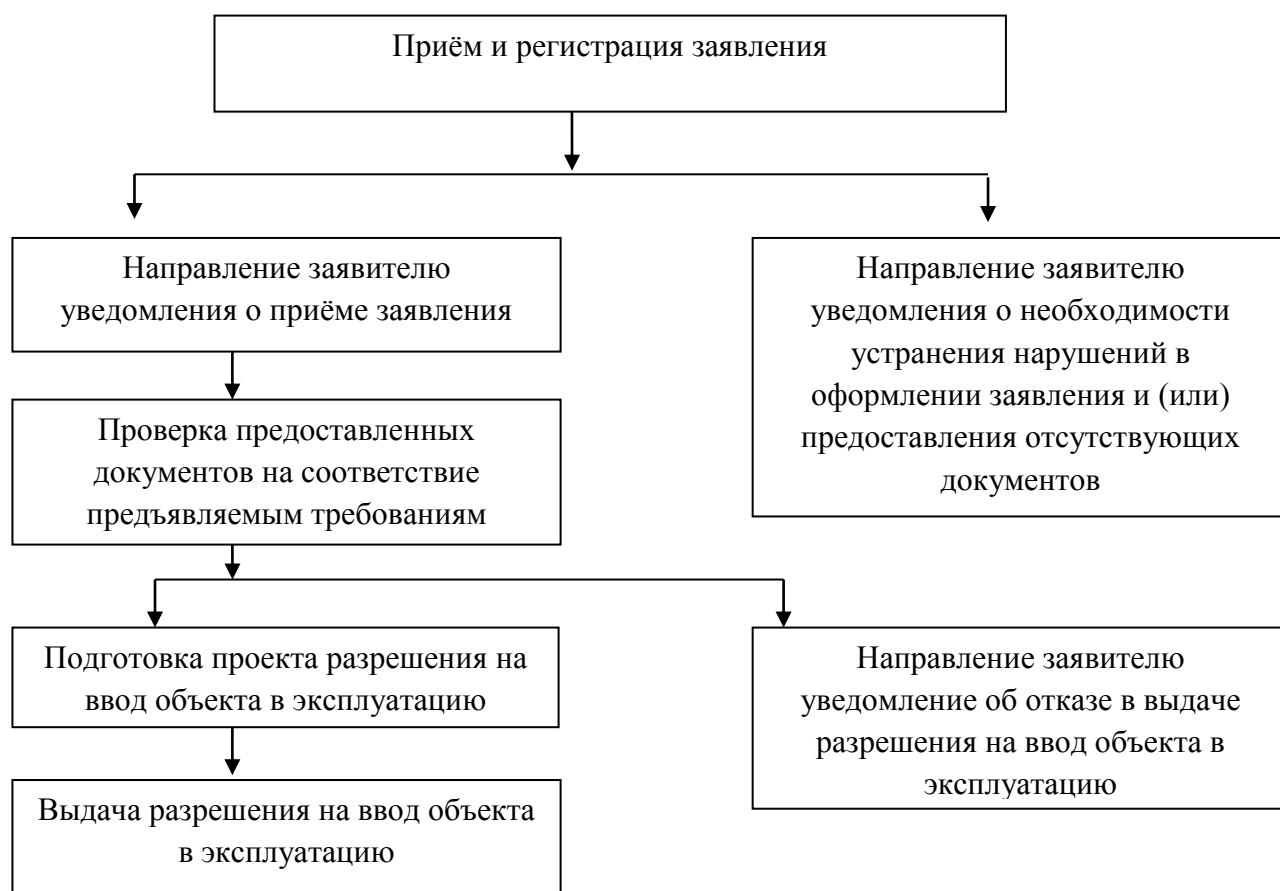 Приём и регистрация заявления
Направление заявителю
уведомления о приёме заявления
Направление заявителю
уведомления о необходимости
устранения нарушений в
оформлении заявления и (или)
предоставления отсутствующих
документов
Проверка предоставленных
документов на соответствие
предъявляемым требованиям
Подготовка проекта разрешения на
ввод объекта в эксплуатацию
Направление заявителю
уведомление об отказе в выдаче
разрешения на ввод объекта в
эксплуатацию
Выдача разрешения на ввод объекта
в эксплуатацию